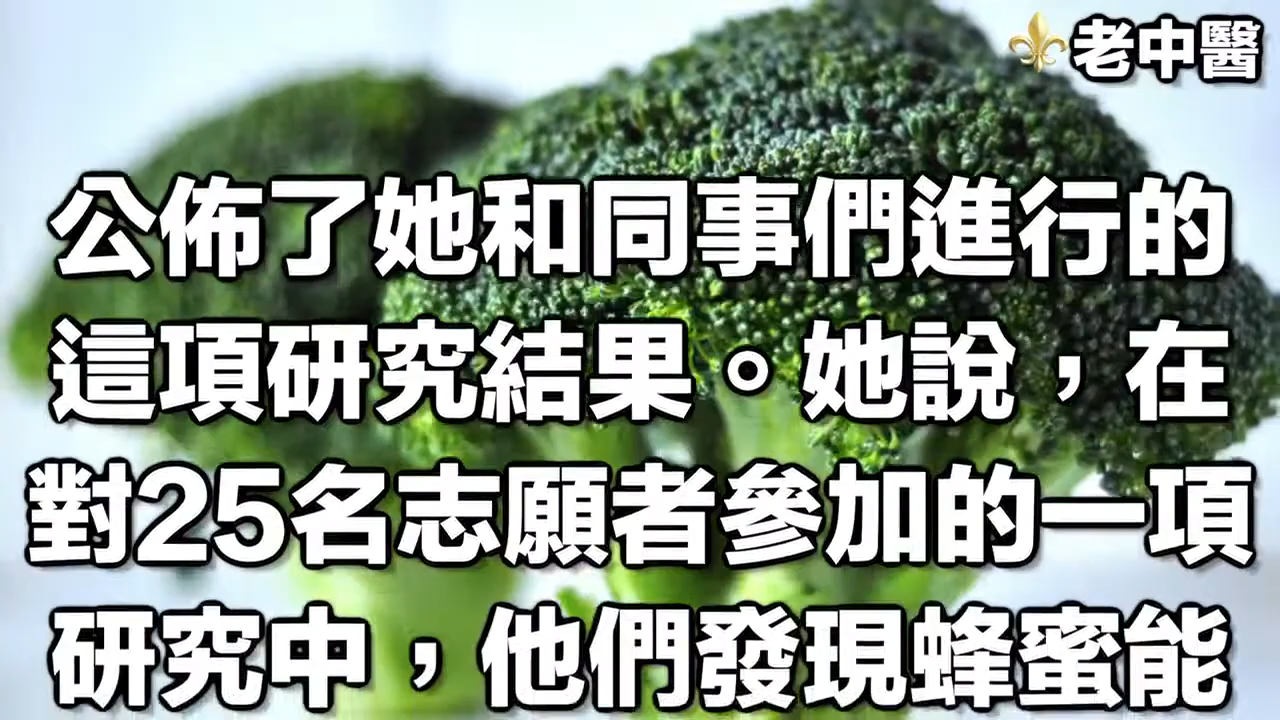 老中醫
公佈了她和同事們進行的
這項研究結果。她說，在
對25名志願者參加的一項
研究中，他們發現蜂蜜能